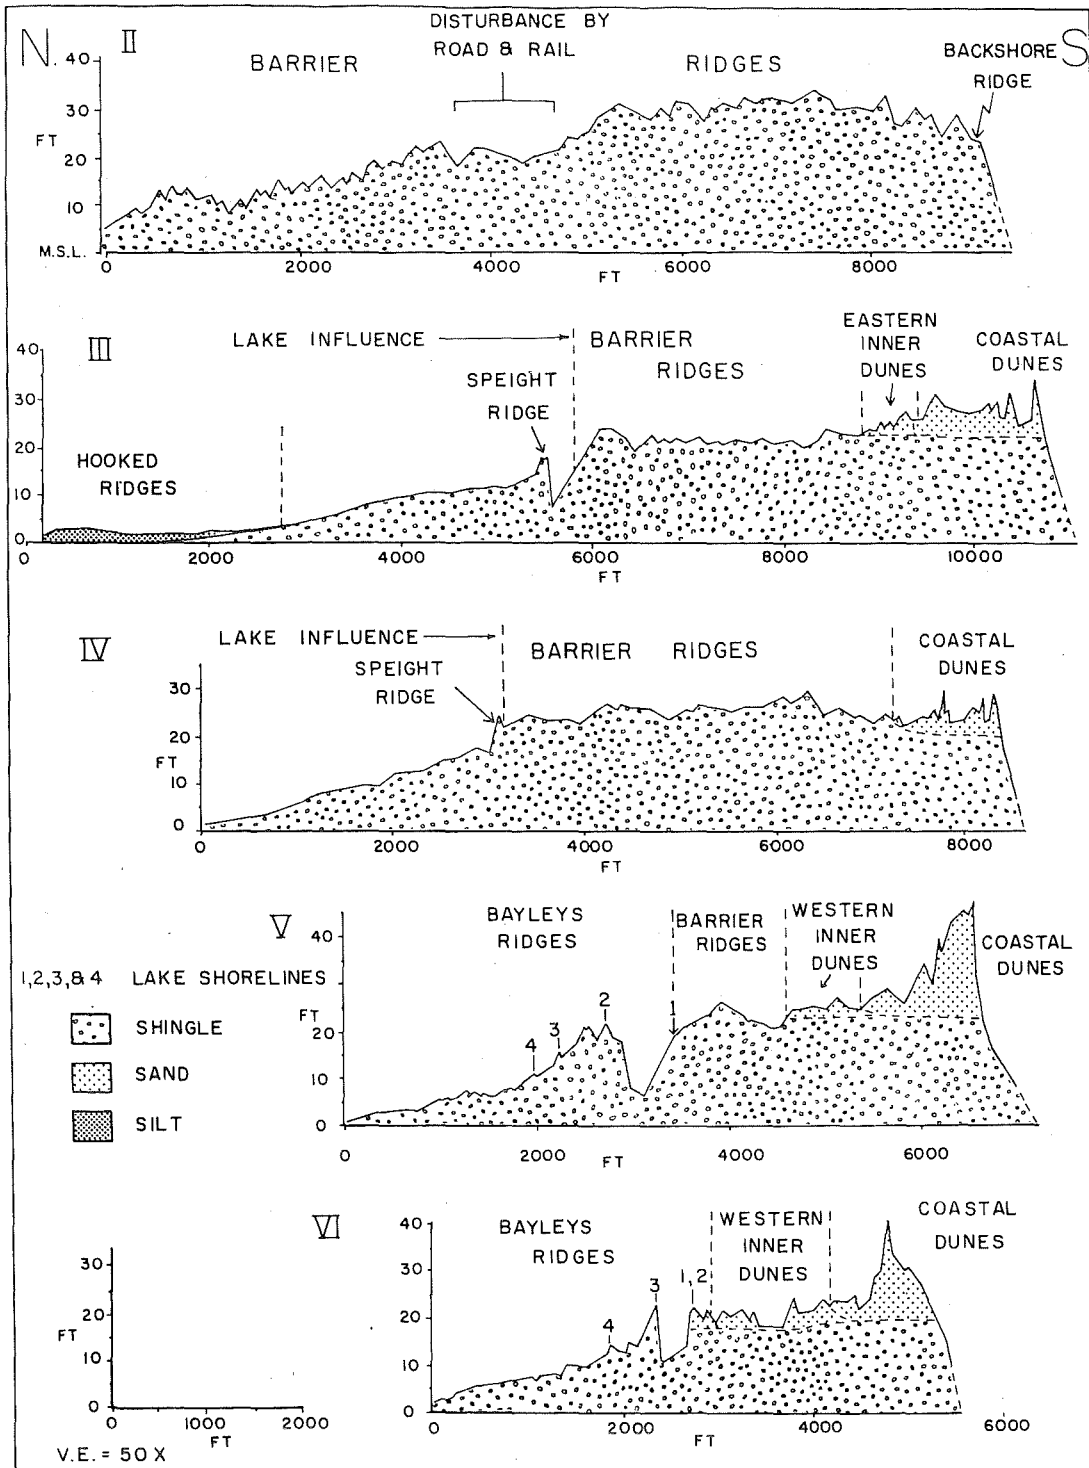 N. II DISTURBANCE BY S
ROAD & RAIL
BARRIER RIDGES
BACKSHORE
RIDGE
40
30
FT
20
10
M.S.L.
0 2000 4000 6000 8000
FT
III
LAKE INFLUENCE
BARRIER
RIDGES
EASTERN
INNER
DUNES
COASTAL
DUNES
SPEIGHT
RIDGE
HOOKED
RIDGES
40
30
FT
20
10
0
0 2000 4000 6000 8000 10000
FT
IV
LAKE INFLUENCE
BARRIER RIDGES
COASTAL
DUNES
SPEIGHT
RIDGE
30
20
FT
10
0
0 2000 4000 6000 8000
FT
V
BAYLEYS
RIDGES
BARRIER
RIDGES
WESTERN
INNER
DUNES
COASTAL
DUNES
40
FT
20
10
0
4 3 2 1
0 2000 4000 6000
FT
1,2,3,& 4 LAKE SHORELINES
SHINGLE
SAND
SILT
VI
BAYLEYS
RIDGES
WESTERN
INNER
DUNES
COASTAL
DUNES
40
30
20
10
0
4 3 1,2
0 2000 4000 6000
FT
30
20
FT
10
0
0 1000 2000
FT
V.E. = 50 X